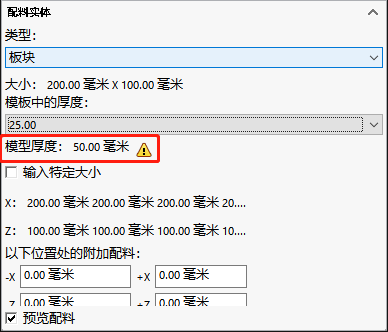 配料实体
类型：
板块
大小： 200.00 毫米 X 100.00 毫米
模板中的厚度：
25.00
模型厚度： 50.00 毫米
输入特定大小
X： 200.00 毫米 200.00 毫米 200.00 毫米 20....
Z： 100.00 毫米 100.00 毫米 100.00 毫米 10....
以下位置处的附加配料：
-X 0.00 毫米 +X 0.00 毫米
-Z 0.00 毫米 +Z 0.00 毫米
预览配料